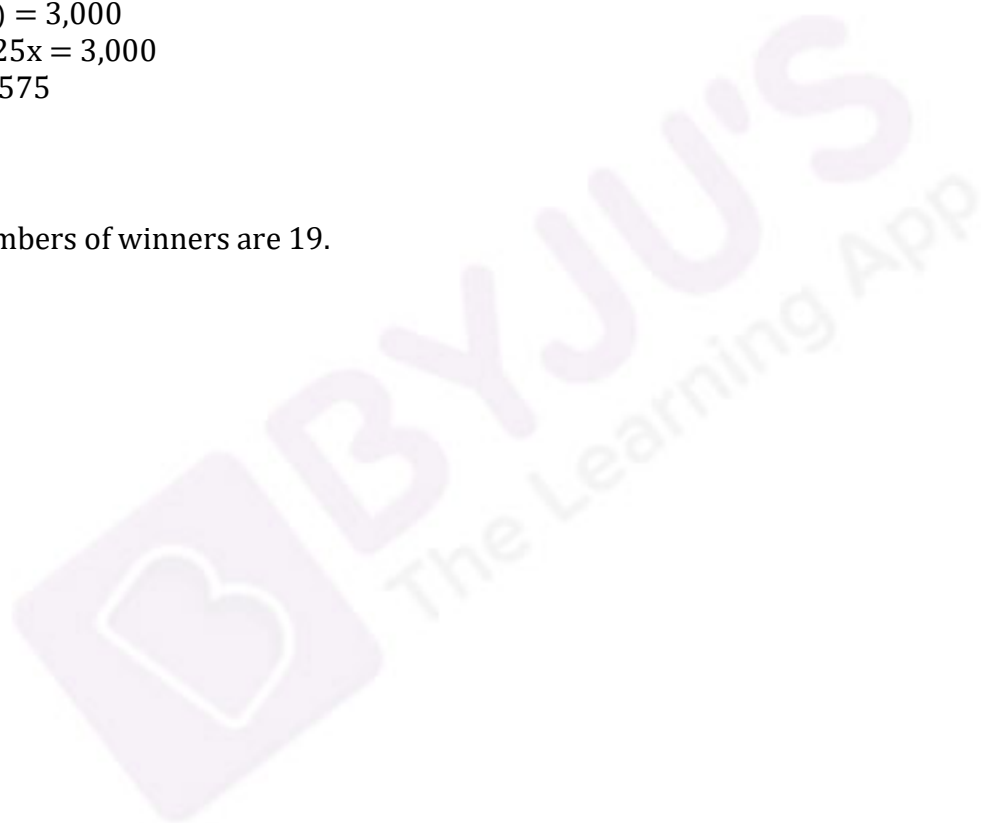 ) = 3,000
25x = 3,000
575
mbers of winners are 19.
BYJU'S
The Learning App